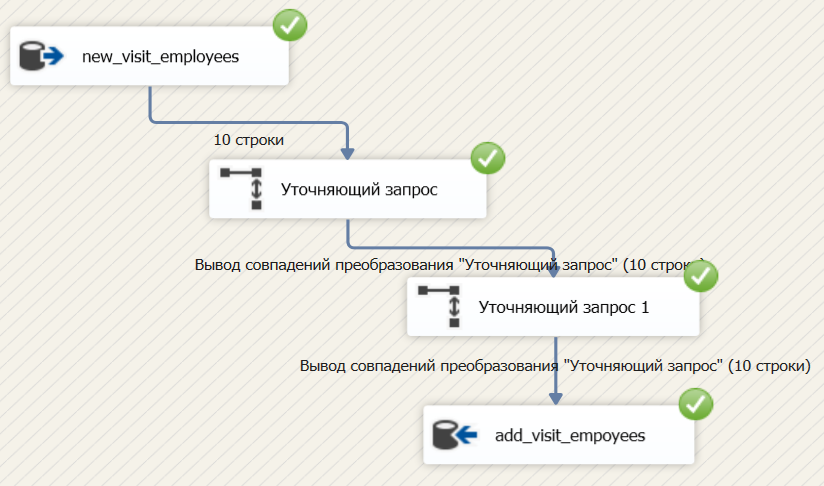 new_visit_employees
10 строки
Уточняющий запрос
Вывод совпадений преобразования "Уточняющий запрос" (10 строки)
Уточняющий запрос 1
Вывод совпадений преобразования "Уточняющий запрос" (10 строки)
add_visit_empoyees